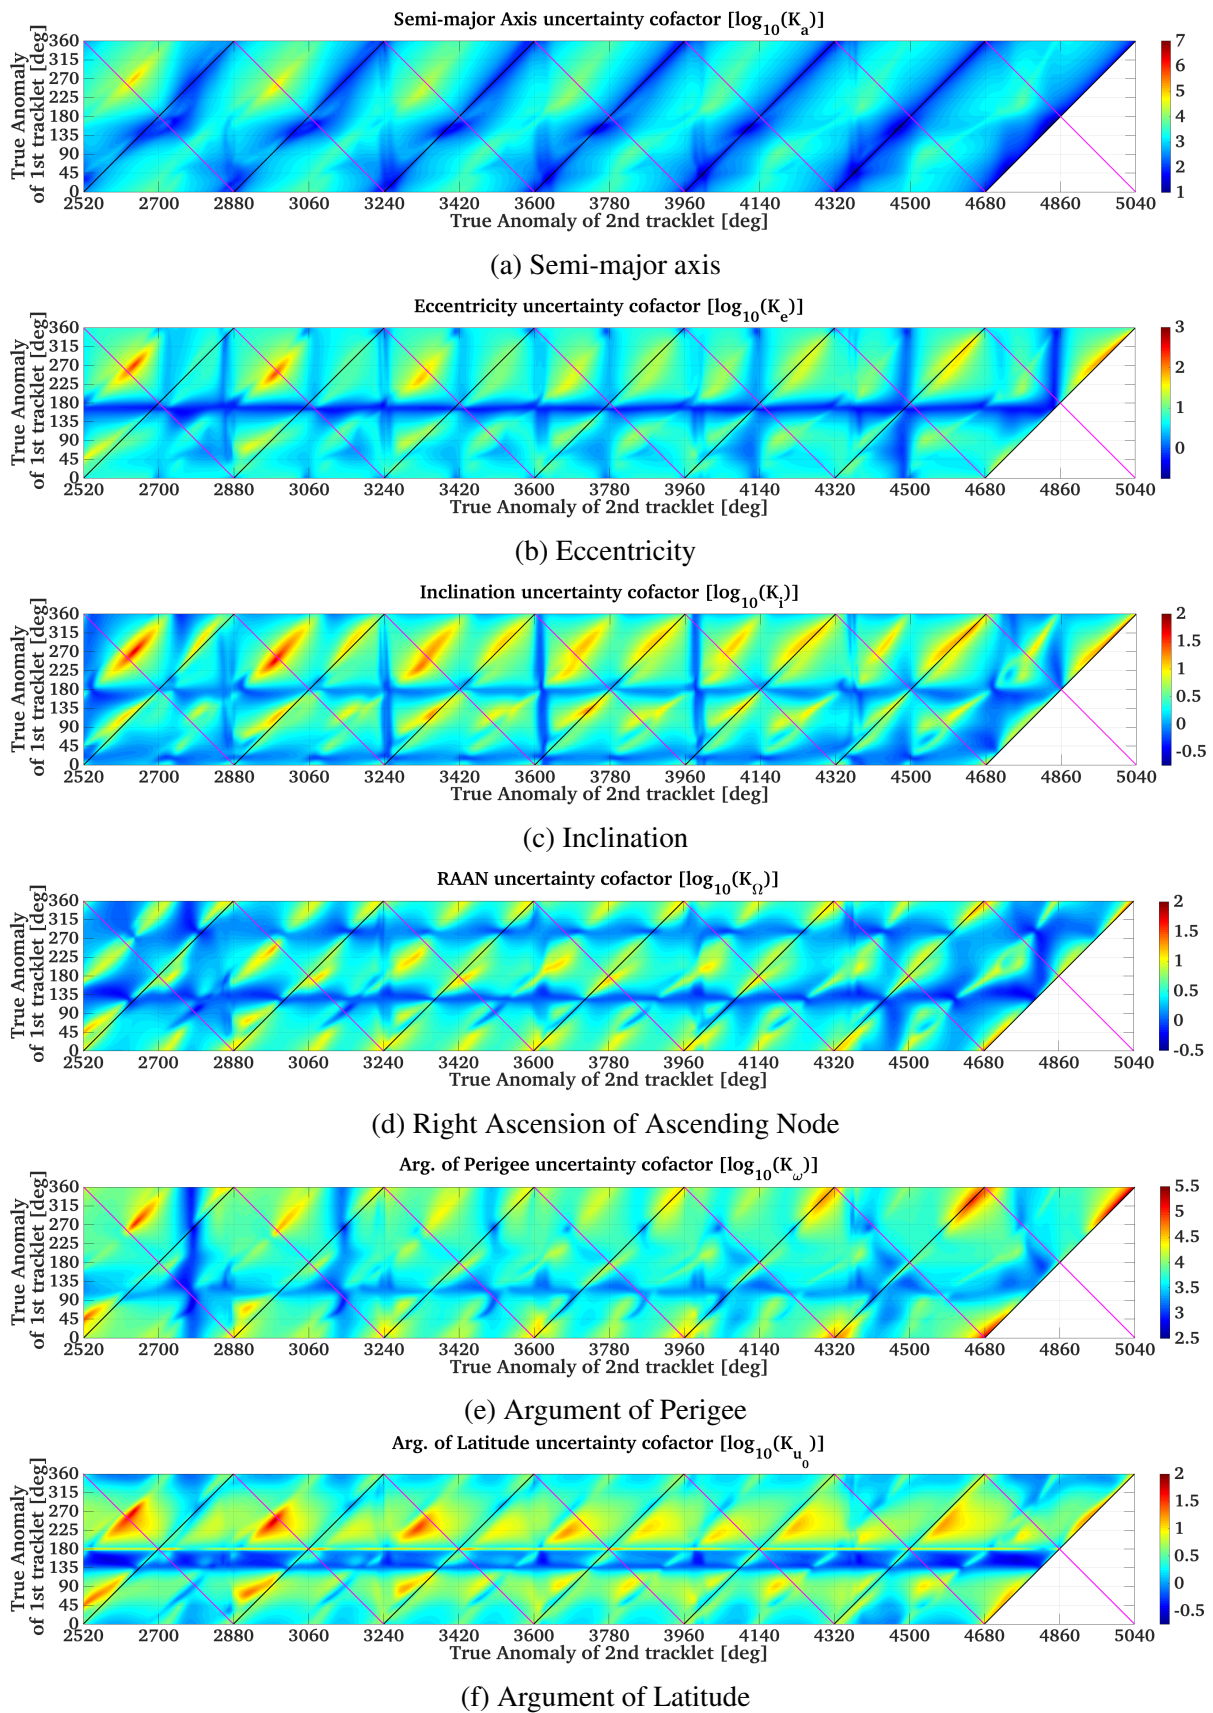 Semi-major Axis uncertainty cofactor [log10(Ka)]
True Anomaly
of 1st tracklet [deg]
360
315
270
225
180
135
90
45
0
7
6
5
4
3
2
1
2520 2700 2880 3060 3240 3420 3600 3780 3960 4140 4320 4500 4680 4860 5040
True Anomaly of 2nd tracklet [deg]
(a) Semi-major axis
Eccentricity uncertainty cofactor [log10(Ke)]
True Anomaly
of 1st tracklet [deg]
360
315
270
225
180
135
90
45
0
3
2
1
0
2520 2700 2880 3060 3240 3420 3600 3780 3960 4140 4320 4500 4680 4860 5040
True Anomaly of 2nd tracklet [deg]
(b) Eccentricity
Inclination uncertainty cofactor [log10(Ki)]
True Anomaly
of 1st tracklet [deg]
360
315
270
225
180
135
90
45
0
2
1.5
1
0.5
0
-0.5
2520 2700 2880 3060 3240 3420 3600 3780 3960 4140 4320 4500 4680 4860 5040
True Anomaly of 2nd tracklet [deg]
(c) Inclination
RAAN uncertainty cofactor [log10(KΩ)]
True Anomaly
of 1st tracklet [deg]
360
315
270
225
180
135
90
45
0
2
1.5
1
0.5
0
-0.5
2520 2700 2880 3060 3240 3420 3600 3780 3960 4140 4320 4500 4680 4860 5040
True Anomaly of 2nd tracklet [deg]
(d) Right Ascension of Ascending Node
Arg. of Perigee uncertainty cofactor [log10(Kω)]
True Anomaly
of 1st tracklet [deg]
360
315
270
225
180
135
90
45
0
5.5
5
4.5
4
3.5
3
2.5
2520 2700 2880 3060 3240 3420 3600 3780 3960 4140 4320 4500 4680 4860 5040
True Anomaly of 2nd tracklet [deg]
(e) Argument of Perigee
Arg. of Latitude uncertainty cofactor [log10(Ku0)]
True Anomaly
of 1st tracklet [deg]
360
315
270
225
180
135
90
45
0
2
1.5
1
0.5
0
-0.5
2520 2700 2880 3060 3240 3420 3600 3780 3960 4140 4320 4500 4680 4860 5040
True Anomaly of 2nd tracklet [deg]
(f) Argument of Latitude